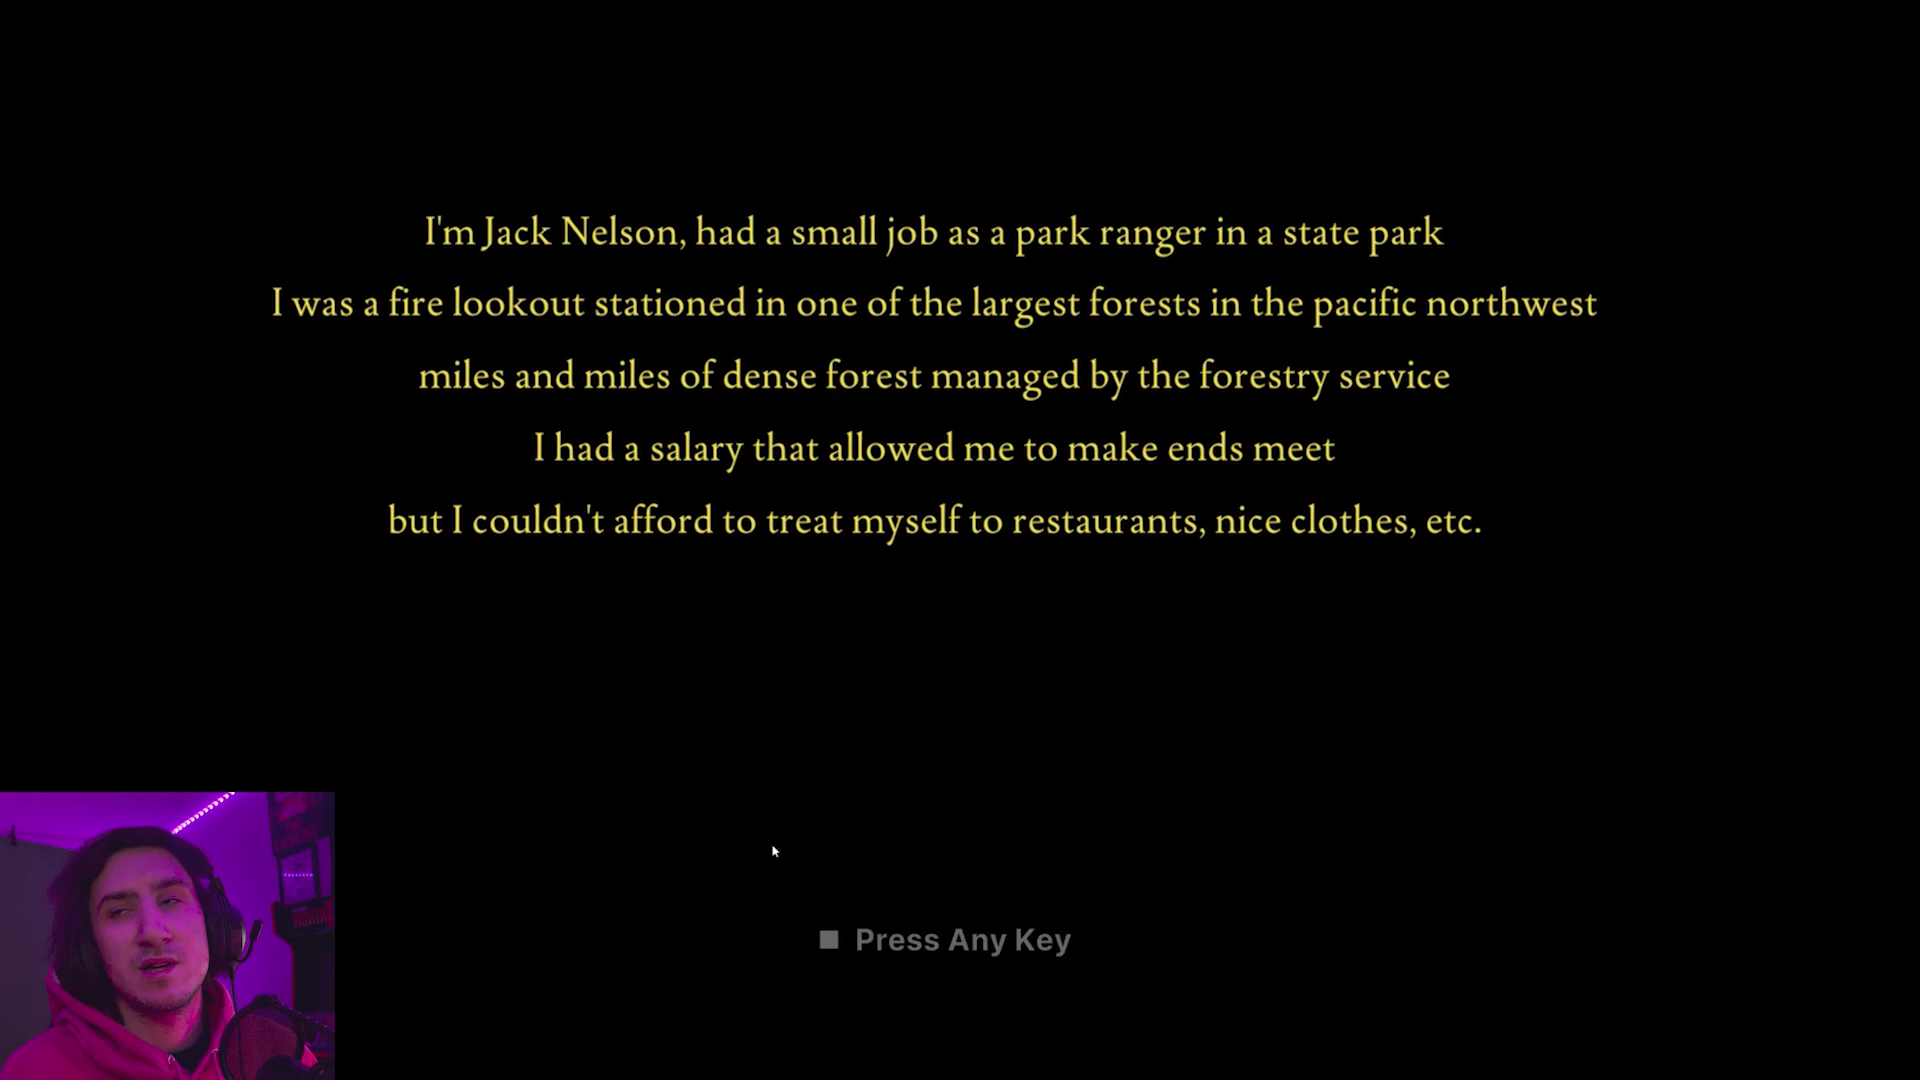 I'm Jack Nelson, had a small job as a park ranger in a state park
I was a fire lookout stationed in one of the largest forests in the pacific northwest
miles and miles of dense forest managed by the forestry service
I had a salary that allowed me to make ends meet
but I couldn't afford to treat myself to restaurants, nice clothes, etc.
Press Any Key